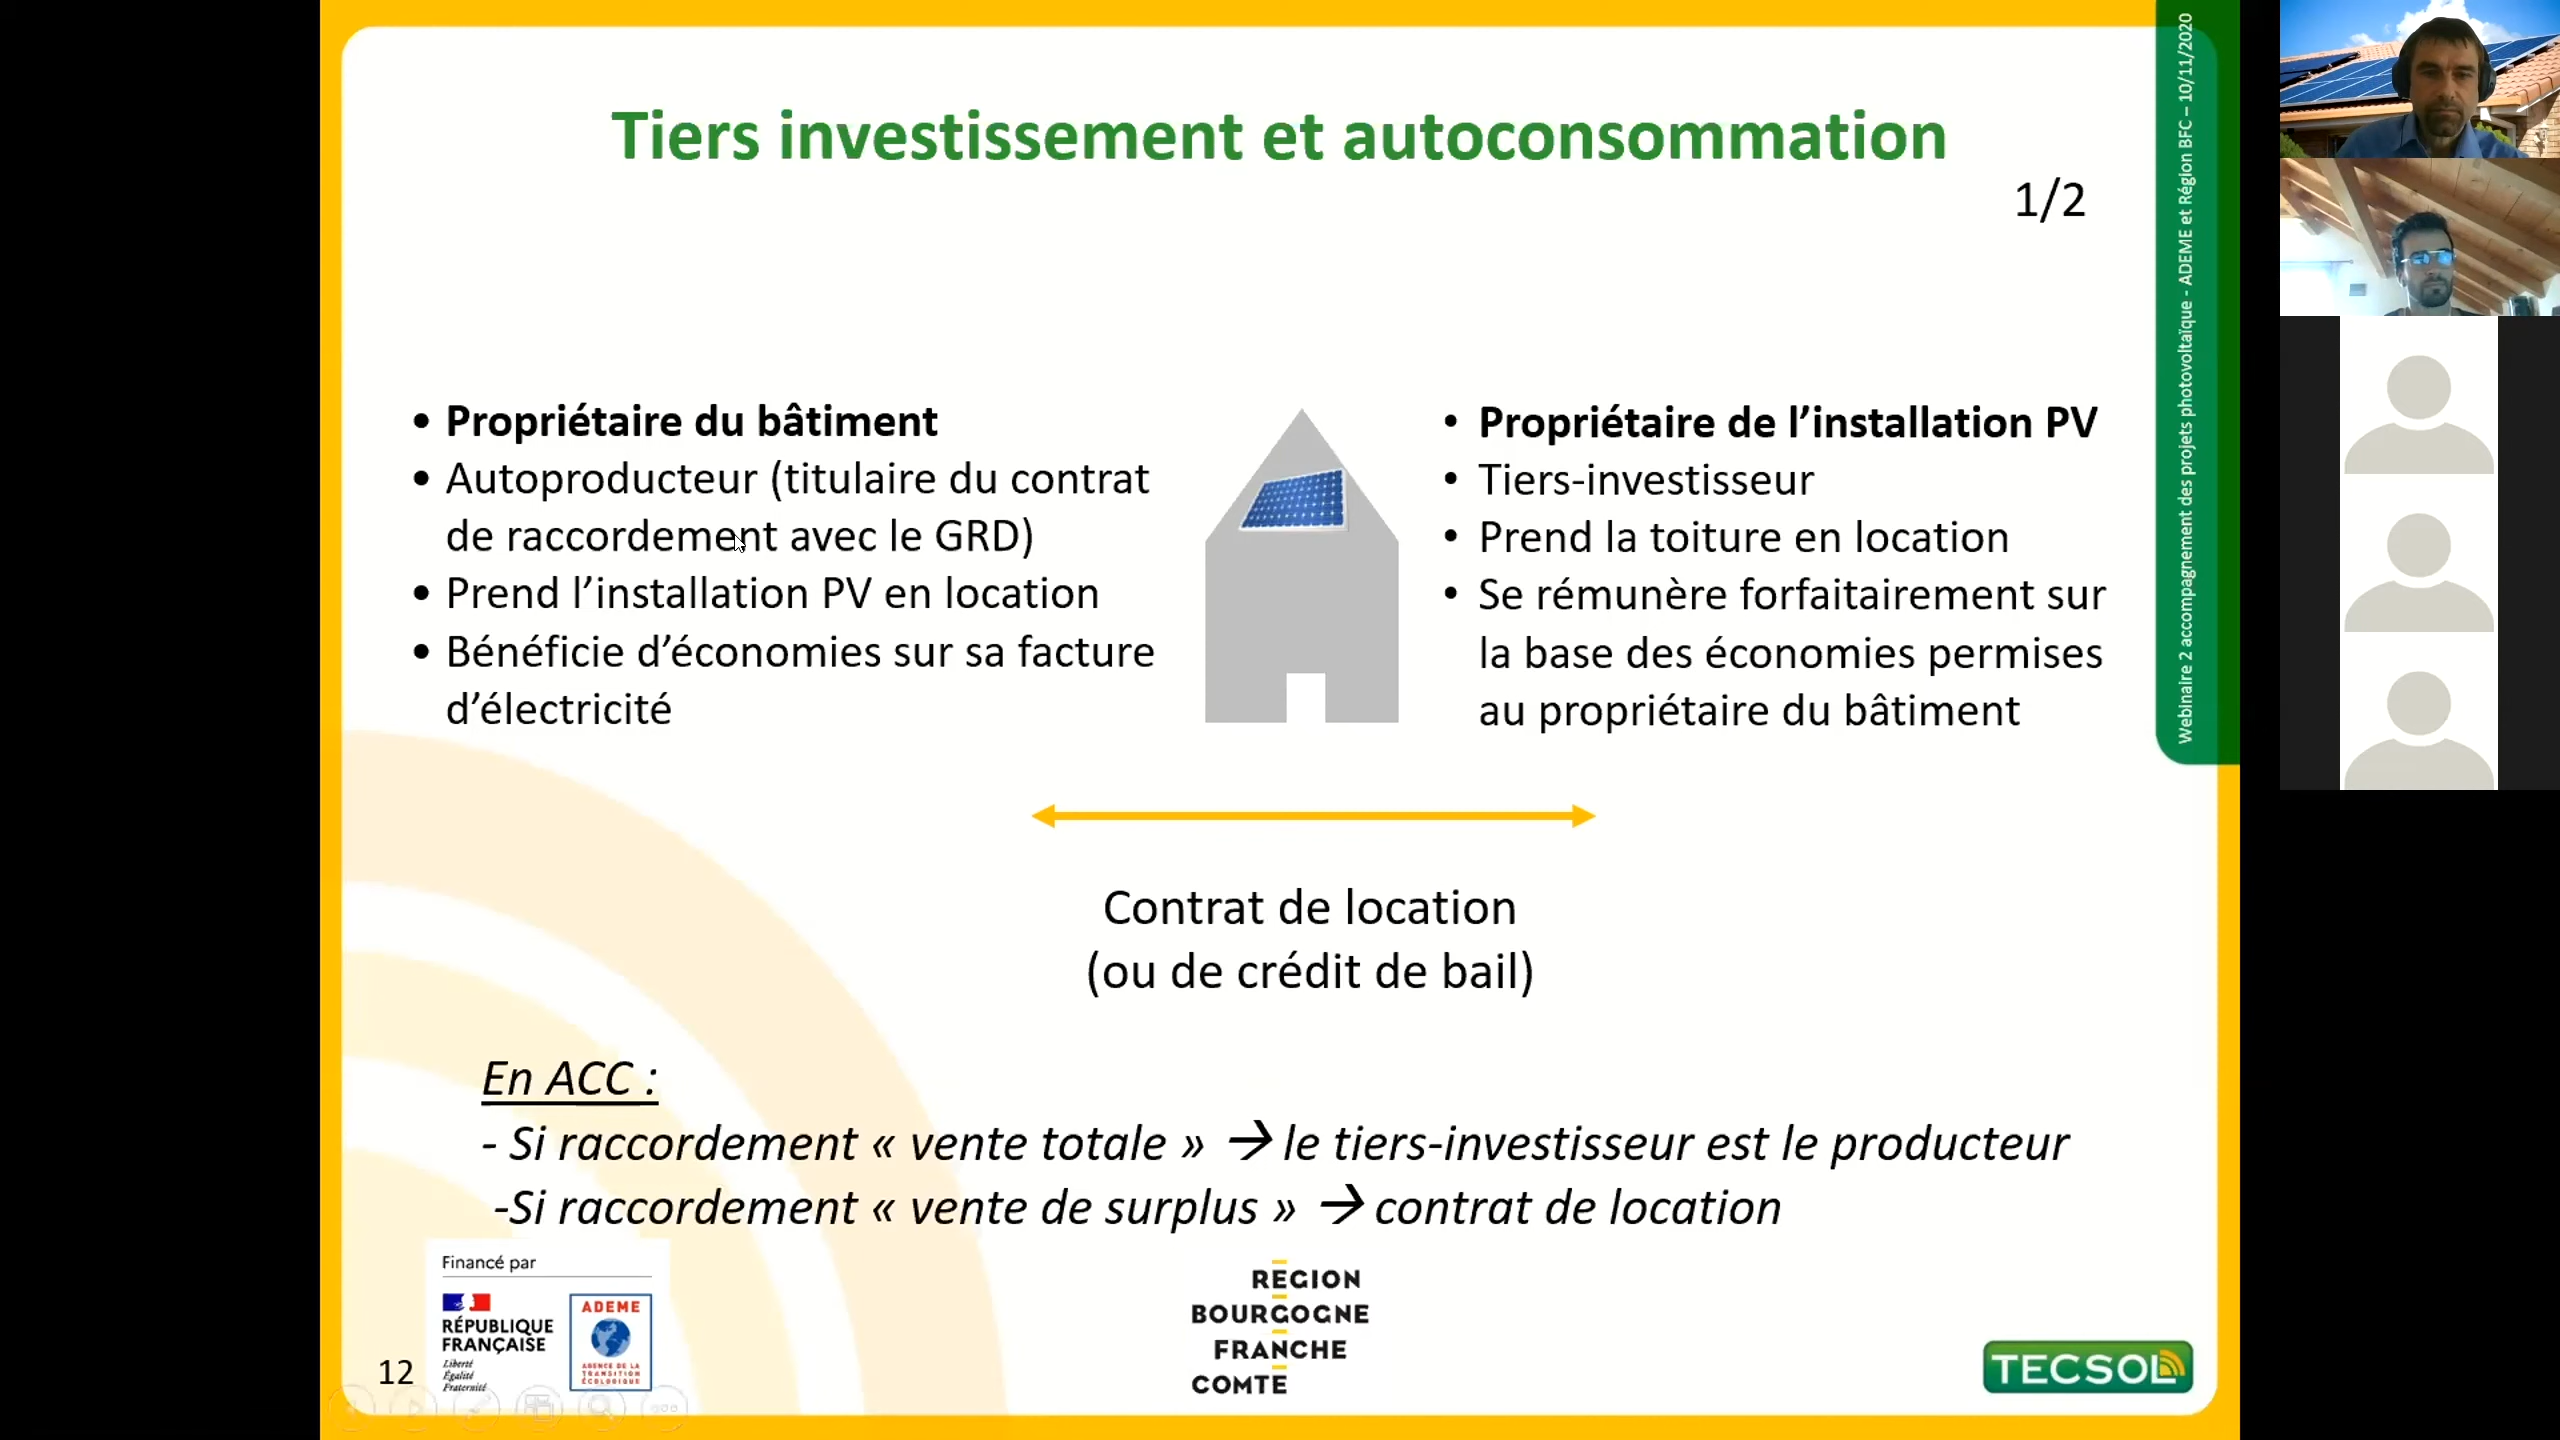 Tiers investissement et autoconsommation
1/2
• Propriétaire du bâtiment
• Autoproducteur (titulaire du contrat
de raccordement avec le GRD)
• Prend l’installation PV en location
• Bénéficie d’économies sur sa facture
d’électricité
• Propriétaire de l’installation PV
• Tiers-investisseur
• Prend la toiture en location
• Se rémunère forfaitairement sur
la base des économies permises
au propriétaire du bâtiment
Contrat de location
(ou de crédit de bail)
En ACC :
- Si raccordement « vente totale » → le tiers-investisseur est le producteur
-Si raccordement « vente de surplus » → contrat de location
Financé par
RÉPUBLIQUE
FRANÇAISE
Liberté
Égalité
Fraternité
ADEME
AGENCE DE LA
TRANSITION
ÉCOLOGIQUE
REGION
BOURGOGNE
FRANCHE
COMTE
TECSOL
12
Webinaire 2 accompagnement des projets photovoltaïque - ADEME et Région BFC – 10/11/2020